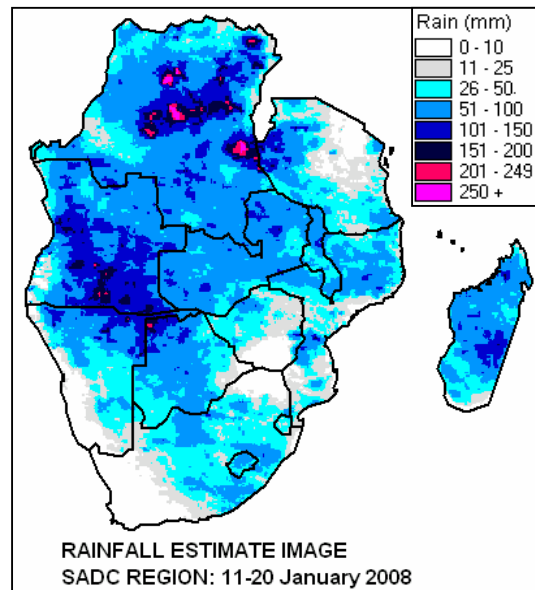 Rain (mm)
0 - 10
11 - 25
26 - 50.
51 - 100
101 - 150
151 - 200
201 - 249
250 +
RAINFALL ESTIMATE IMAGE
SADC REGION: 11-20 January 2008